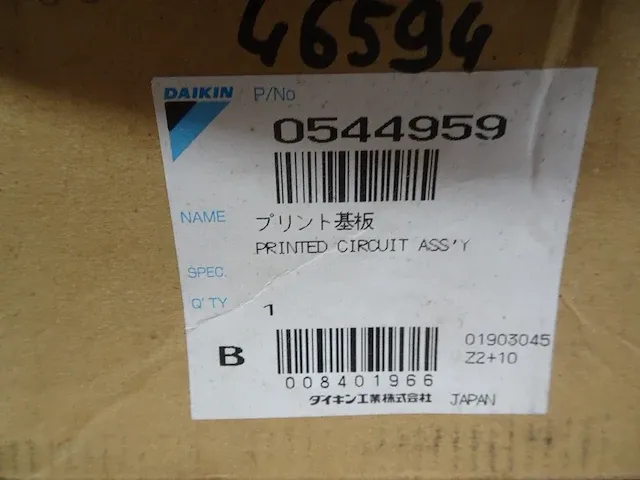 46594
DAIKIN P/No
0544959
NAME プリント基板
PRINTED CIRCUIT ASS'Y
SPEC.
Q'TY 1
B
008401966
01903045
Z2+10
ダイキン工業株式会社 JAPAN